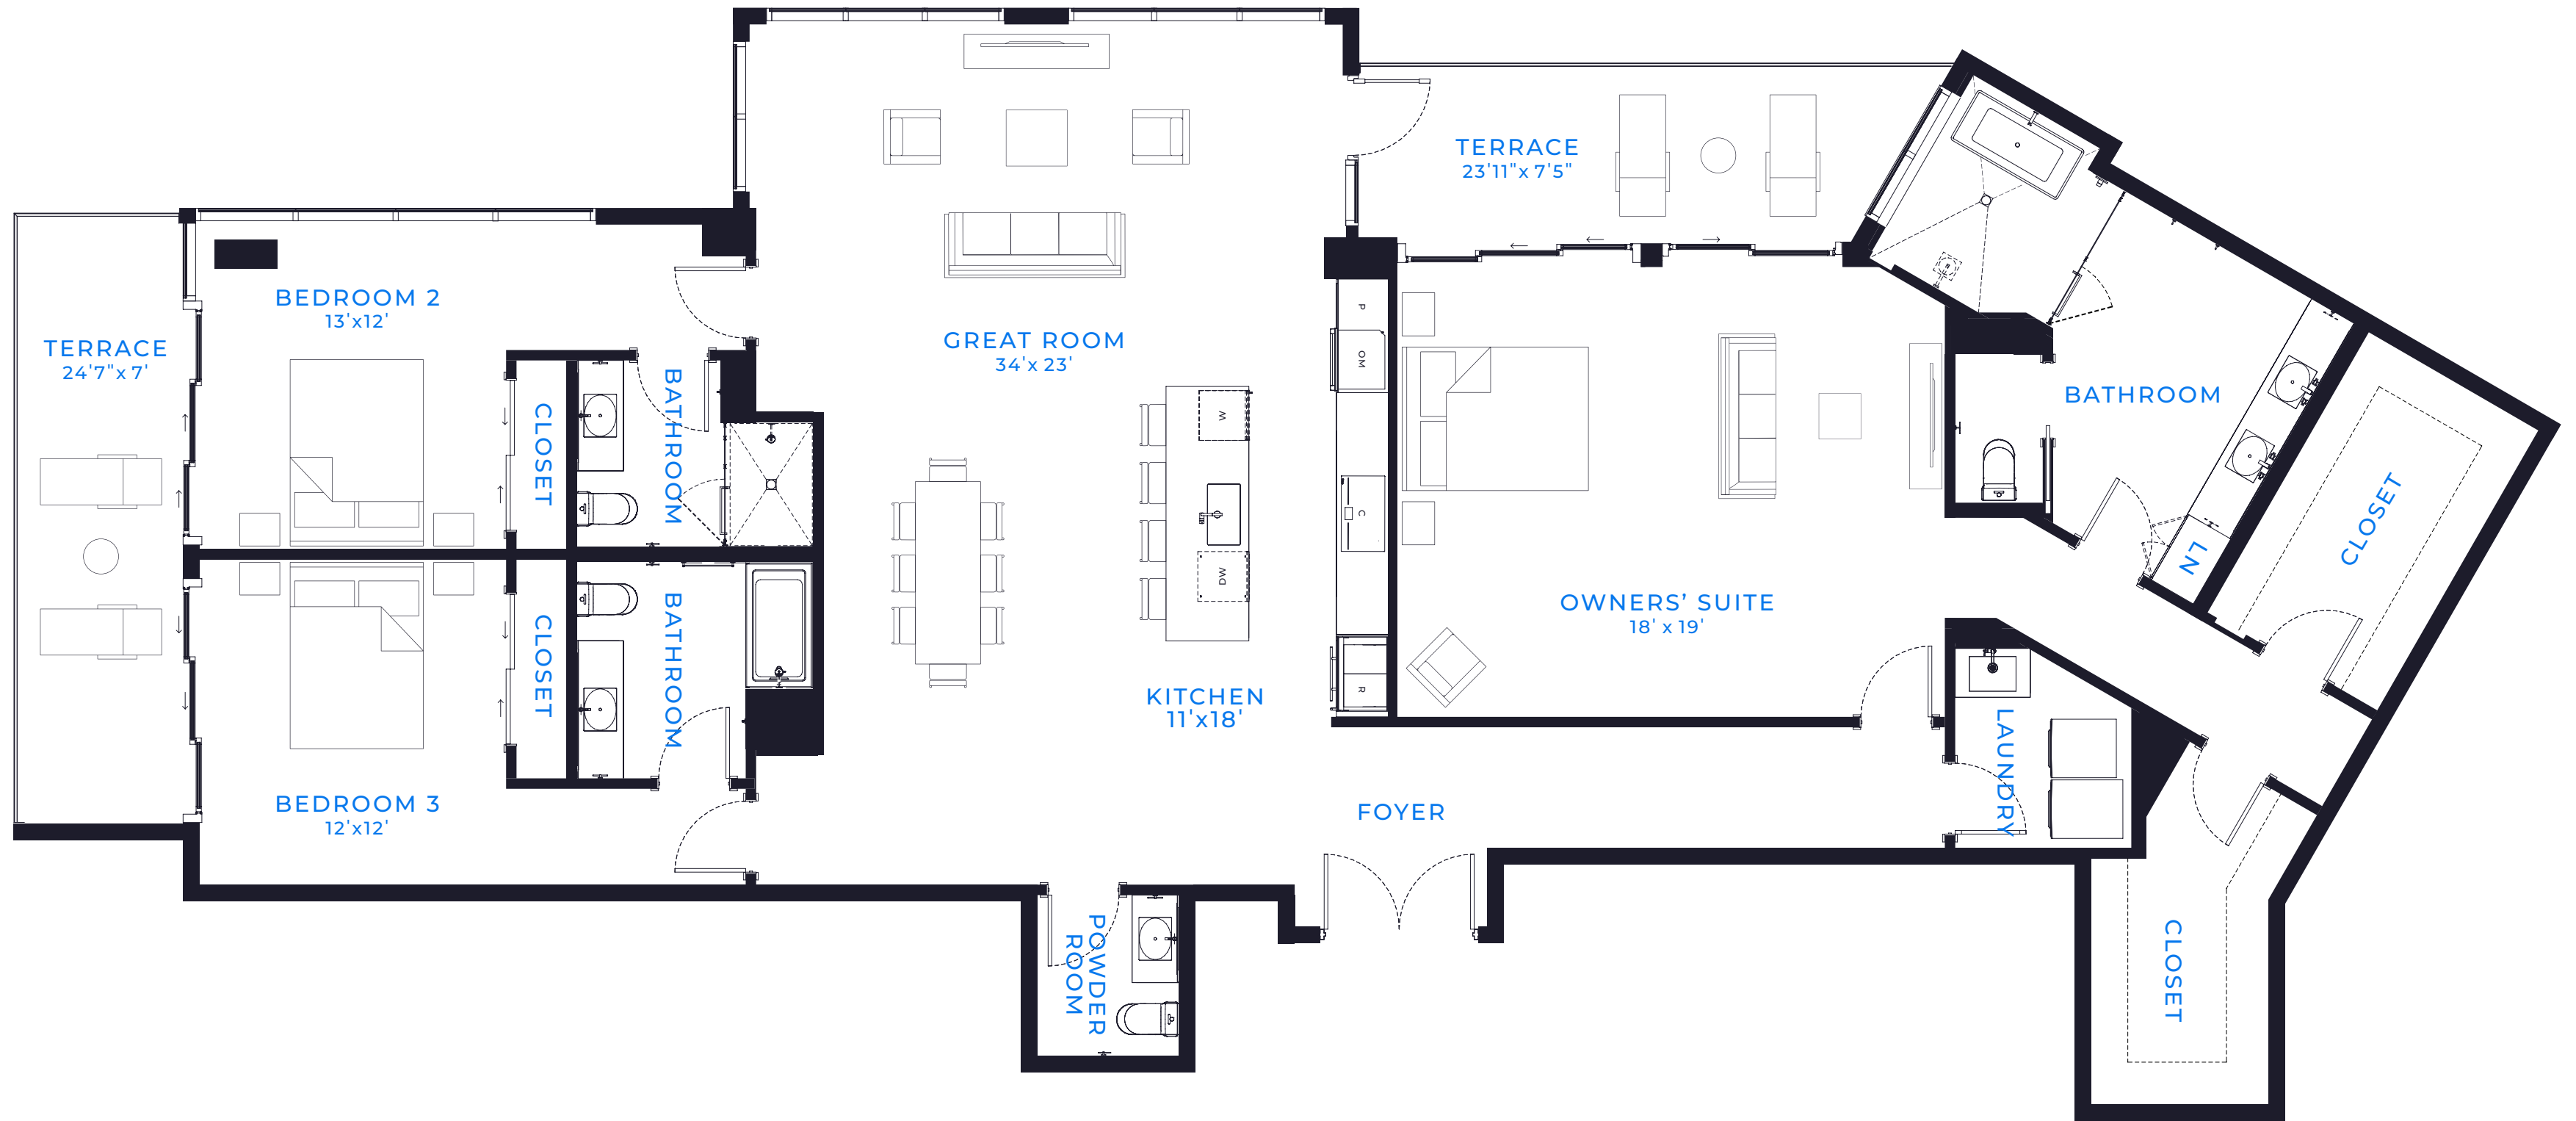 TERRACE
23'11"x 7'5"
BEDROOM 2
13'x12'
TERRACE
24'7"x 7'
GREAT ROOM
34'x 23'
P
OM
BATHROOM
CLOSET
BATHROOM
W
C
DW
CLOSET
LN
OWNERS’ SUITE
18' x 19'
CLOSET
BATHROOM
KITCHEN
11'x18'
R
LAUNDRY
BEDROOM 3
12'x12'
FOYER
POWDER
ROOM
CLOSET